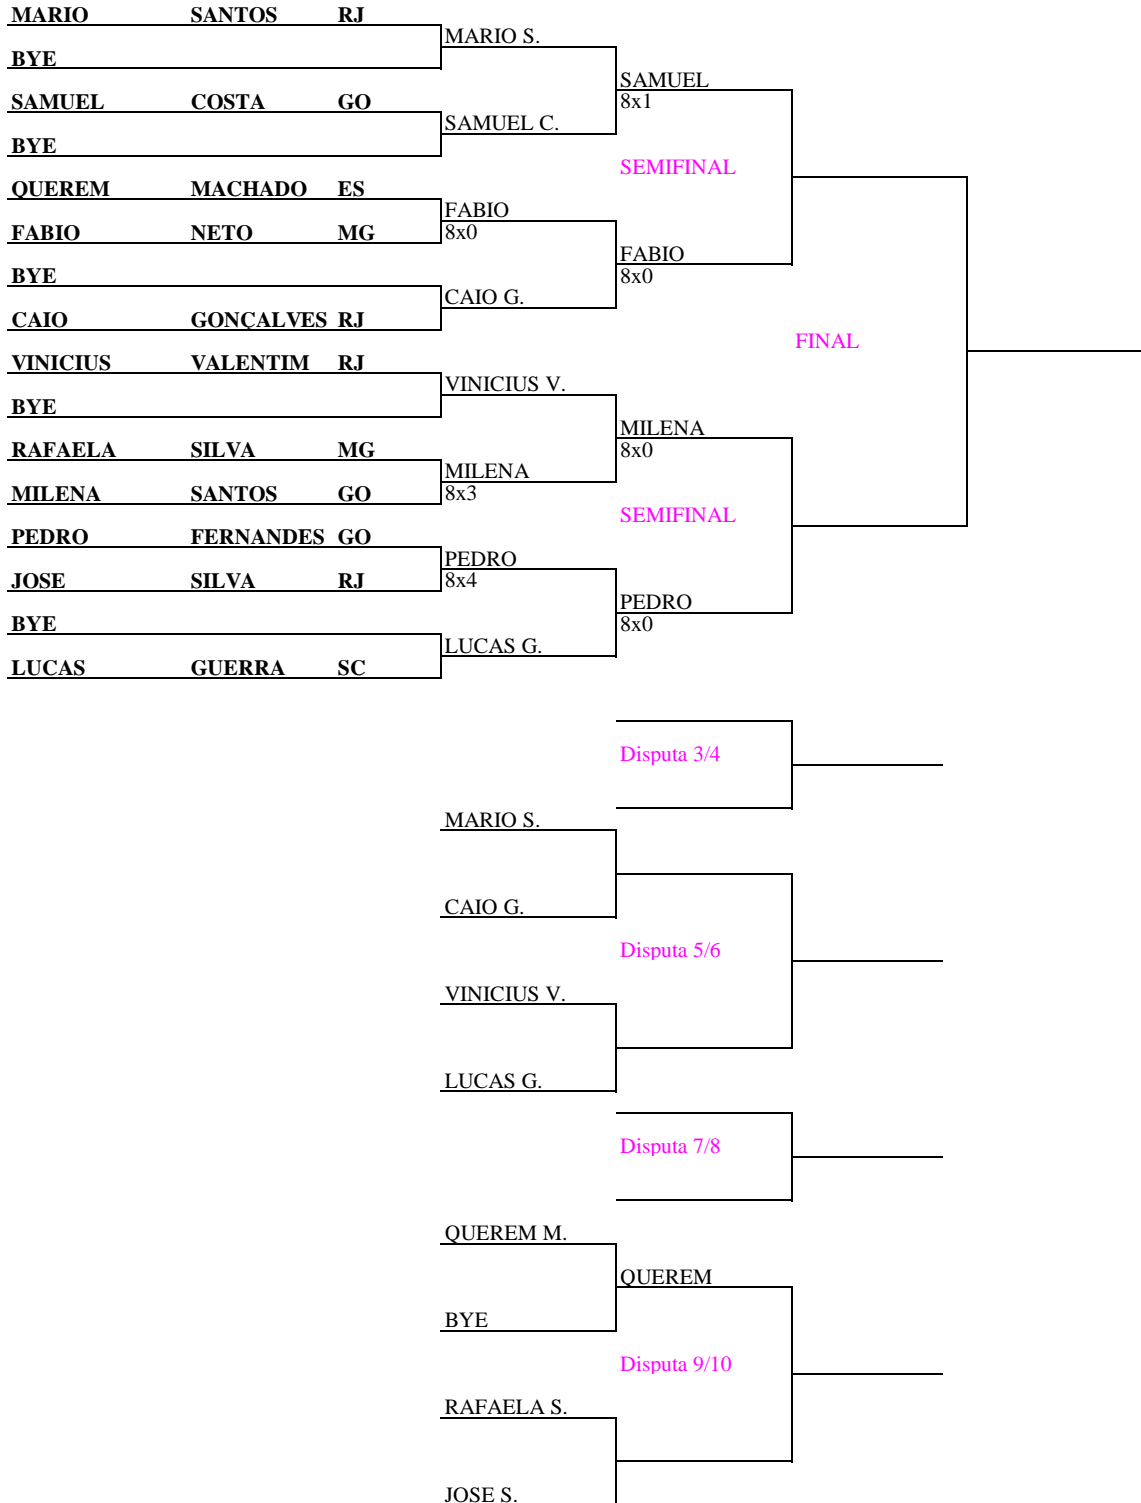 MARIO SANTOS RJ
MARIO S.
BYE
SAMUEL
8x1
SAMUEL COSTA GO
SAMUEL C.
BYE
SEMIFINAL
QUEREM MACHADO ES
FABIO
8x0
FABIO NETO MG
FABIO
8x0
BYE
CAIO G.
CAIO GONÇALVES RJ
FINAL
VINICIUS VALENTIM RJ
VINICIUS V.
BYE
MILENA
8x0
RAFAELA SILVA MG
MILENA
8x3
MILENA SANTOS GO
SEMIFINAL
PEDRO FERNANDES GO
PEDRO
8x4
JOSE SILVA RJ
PEDRO
8x0
BYE
LUCAS G.
LUCAS GUERRA SC
Disputa 3/4
MARIO S.
CAIO G.
Disputa 5/6
VINICIUS V.
LUCAS G.
Disputa 7/8
QUEREM M.
QUEREM
BYE
Disputa 9/10
RAFAELA S.
JOSE S.